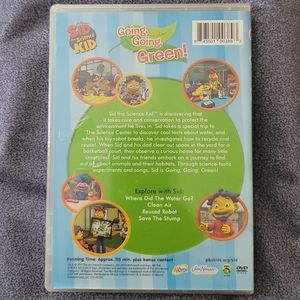 SID
the Science
KID
Going,
Going,
Green!
Sid the Science Kid™ is discovering that
it takes care and conservation to protect the
environment he lives in. Sid takes a special trip to
The Science Center to discover cool facts about water, and
when his toy robot breaks, he investigates how to recycle and
reuse! When Sid and his dad clear out space in the yard for a
basketball court, they observe a curious home for many little
creatures! Sid and his friends embark on a journey to find
out all about animals and their habitats. Through science-tastic
experiments and songs, Sid is Going, Going, Green!
Explore with Sid:
Where Did The Water Go?
Clean Air
Reused Robot
Save The Stump
Running Time: Approx. 115 min. plus bonus content
pbskids.org/sid
DVD